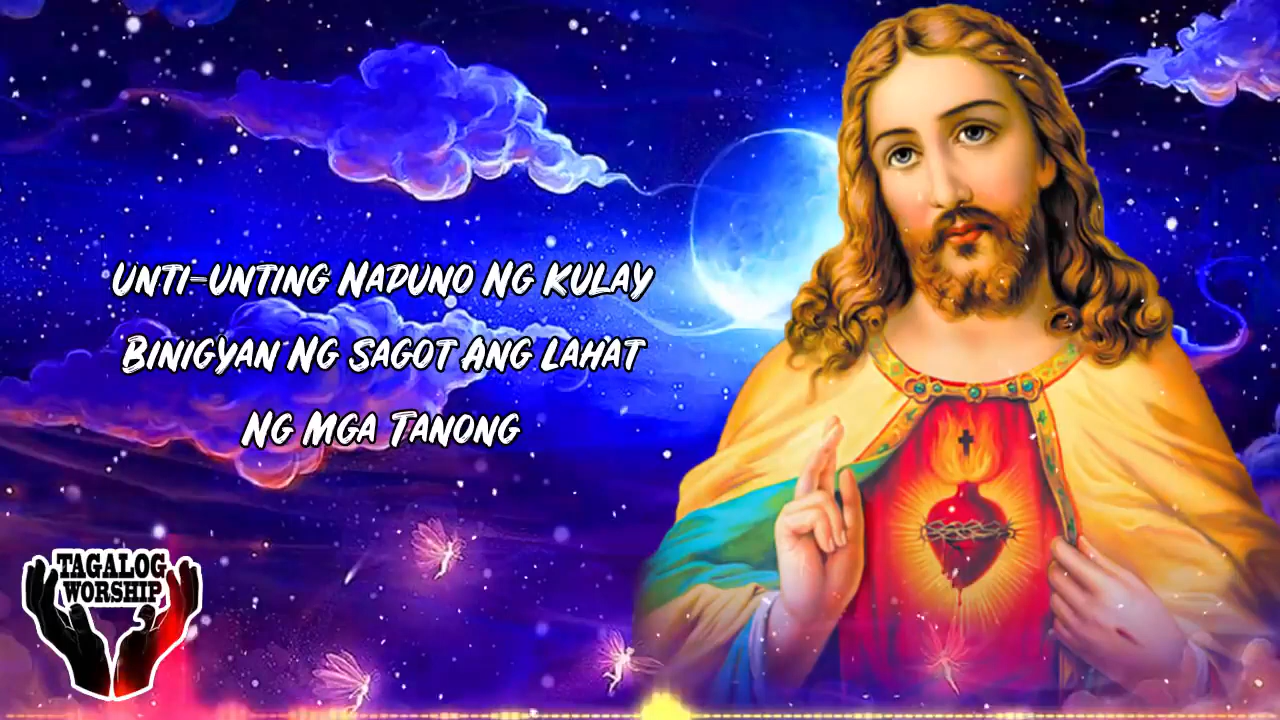 Unti-unting Napuno Ng Kulay
Binigyan Ng Sagot Ang Lahat
Ng Mga Tanong
TAGALOG
WORSHIP